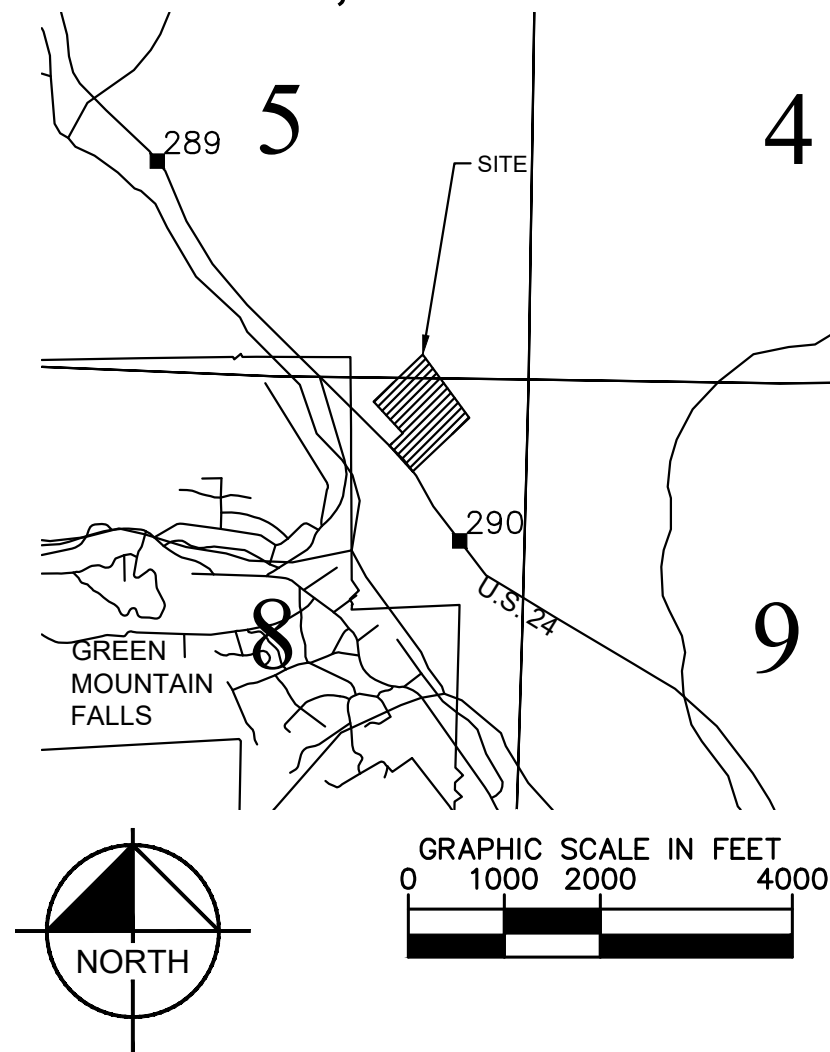 5
4
289
SITE
290
U.S. 24
8
9
GREEN
MOUNTAIN
FALLS
NORTH
GRAPHIC SCALE IN FEET
0 1000 2000 4000